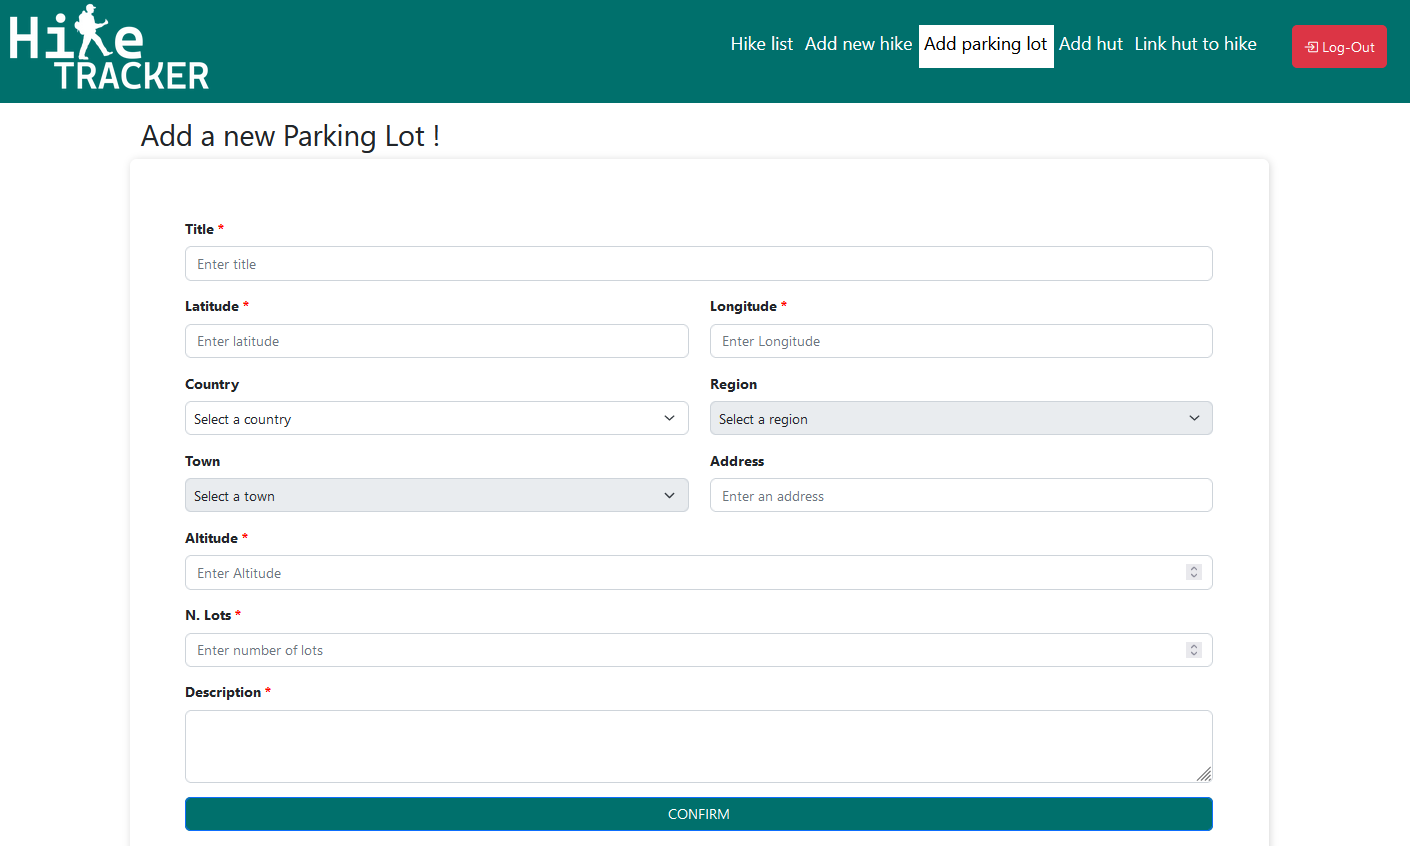 Hike
TRACKER
Hike list Add new hike Add parking lot Add hut Link hut to hike Log-Out
Add a new Parking Lot !
Title *
Enter title
Latitude * Longitude *
Enter latitude Enter Longitude
Country Region
Select a country Select a region
Town Address
Select a town Enter an address
Altitude *
Enter Altitude
N. Lots *
Enter number of lots
Description *
CONFIRM